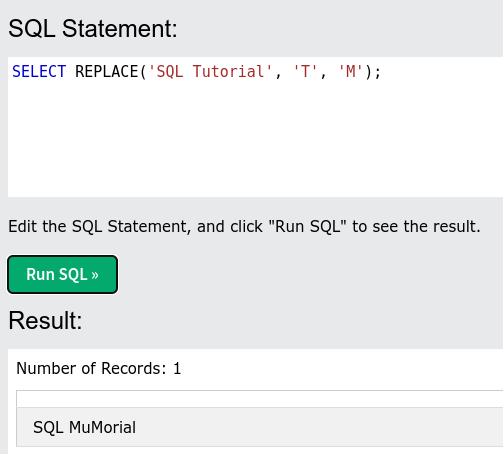 SQL Statement:
SELECT REPLACE('SQL Tutorial', 'T', 'M');
Edit the SQL Statement, and click "Run SQL" to see the result.
Run SQL »
Result:
Number of Records: 1
SQL MuMorial